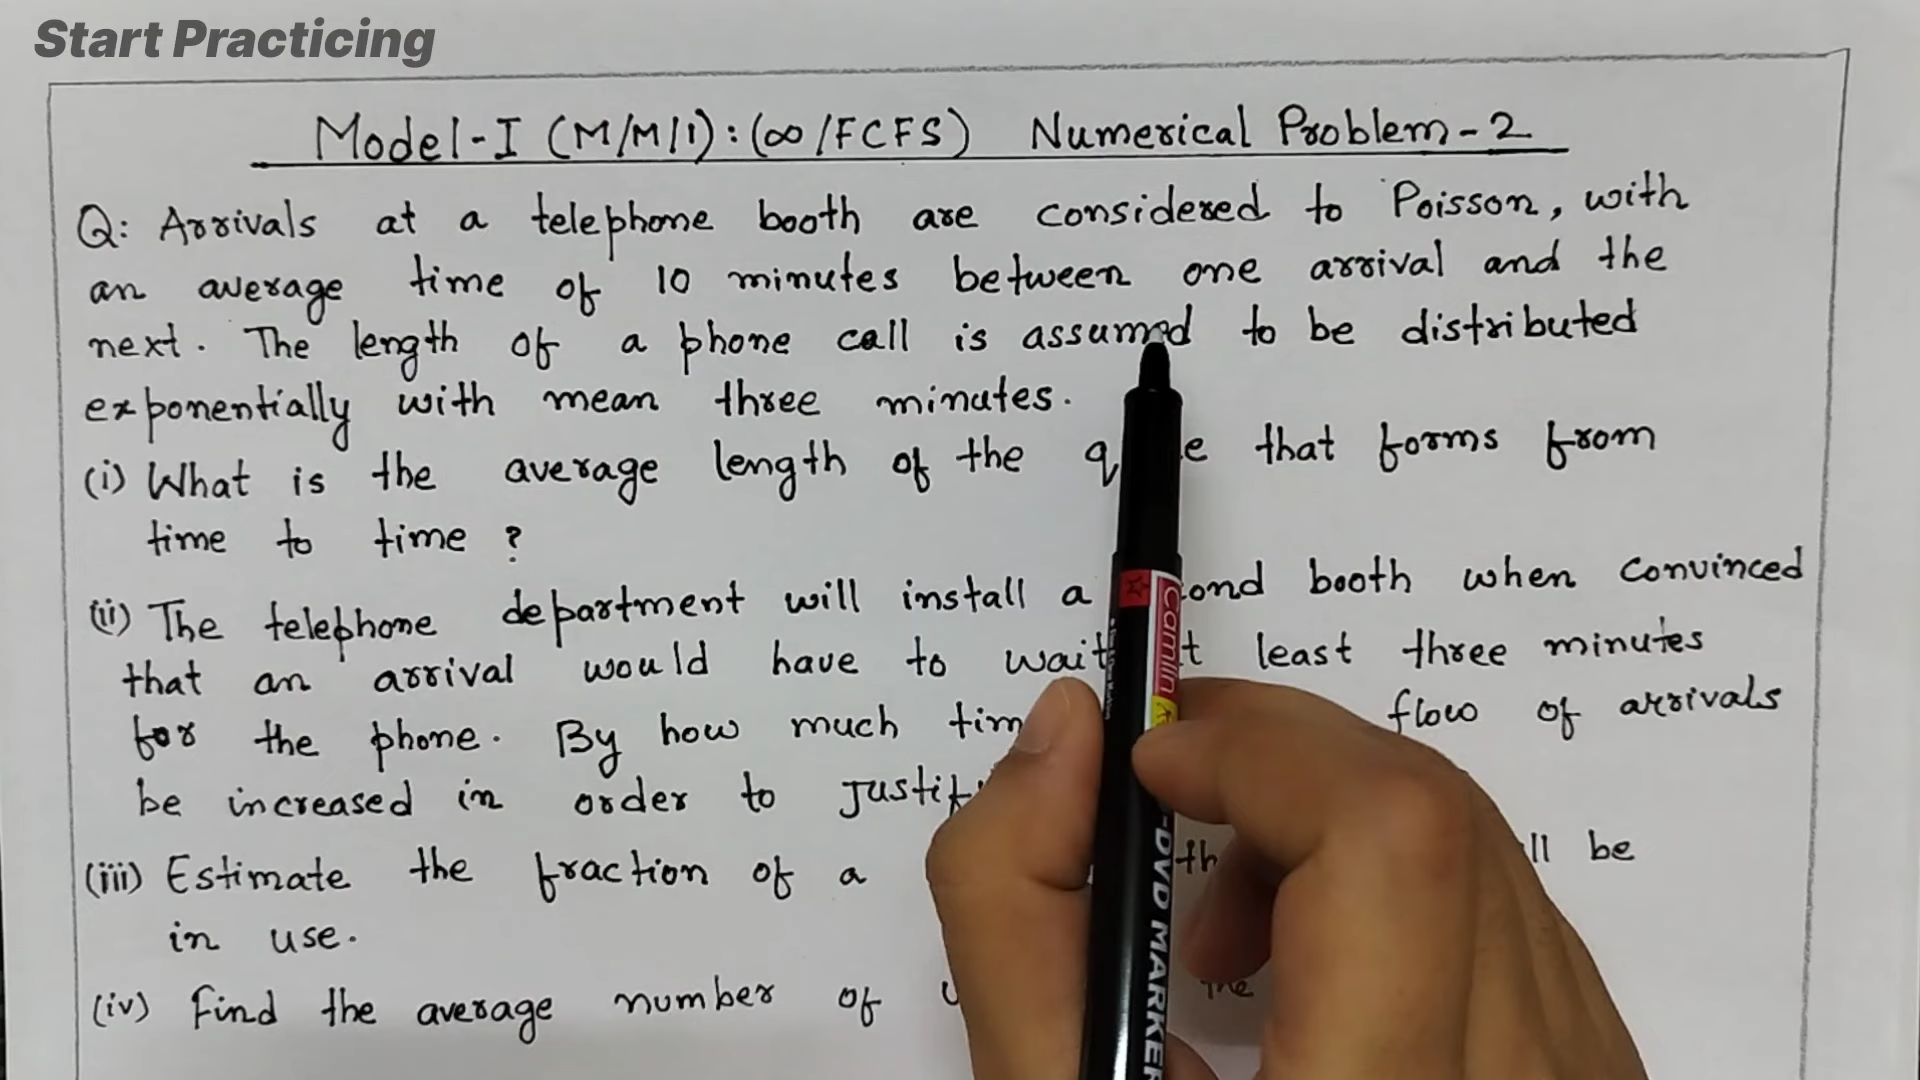 Start Practicing
Model-I (M/M/1):(∞/FCFS) Numerical Problem-2
Q: Arrivals at a telephone booth are considered to Poisson, with
an average time of 10 minutes between one arrival and the
next. The length of a phone call is assumed to be distributed
exponentially with mean three minutes.
(i) What is the average length of the that forms from
time to time?
(ii) The telephone department will install a booth when convinced
that an arrival would have to wait least three minutes
for the phone. By how much flow of arrivals
be increased in order to
(iii) Estimate the fraction of a be
in use.
(iv) Find the average number of the
Camlin
-DVD MARKER